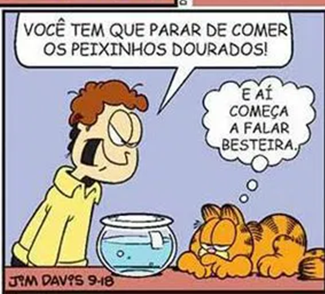 VOCÊ TEM QUE PARAR DE COMER
OS PEIXINHOS DOURADOS!
E AÍ
COMEÇA
A FALAR
BESTEIRA.
JIM DAVIS 9-18